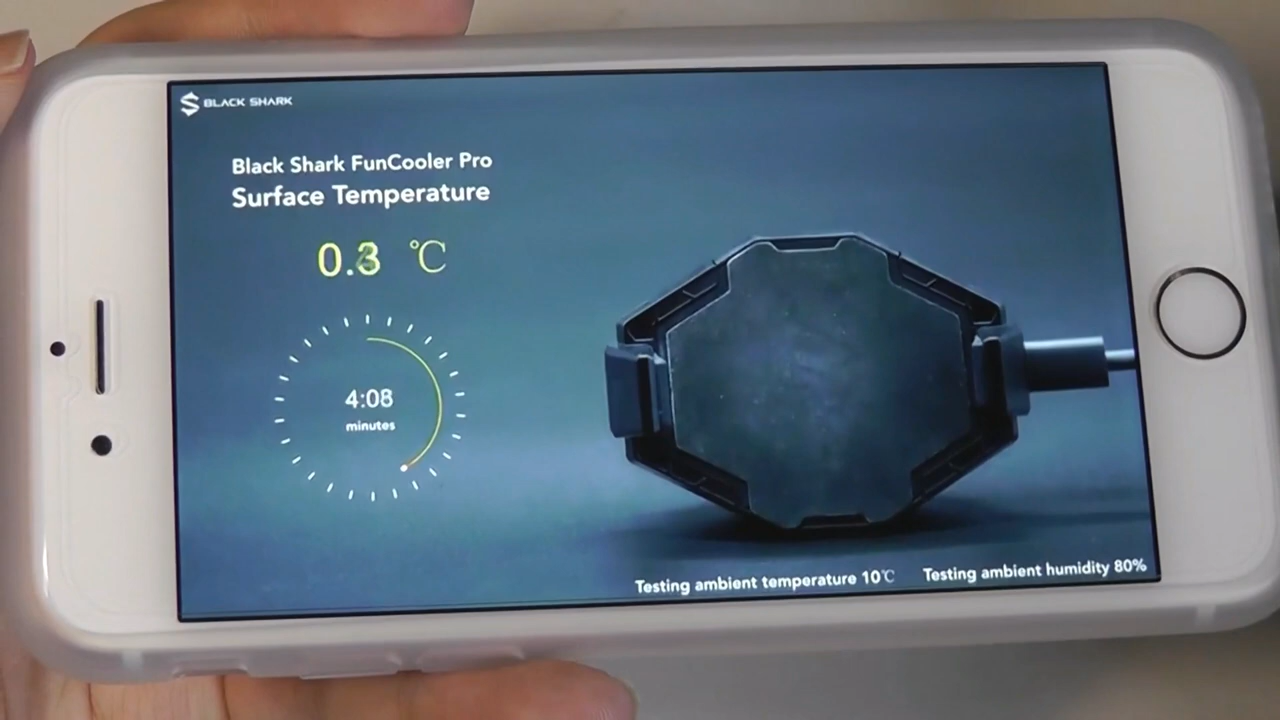 BLACK SHARK
Black Shark FunCooler Pro
Surface Temperature
0.3 ℃
4:08
minutes
Testing ambient temperature 10℃
Testing ambient humidity 80%